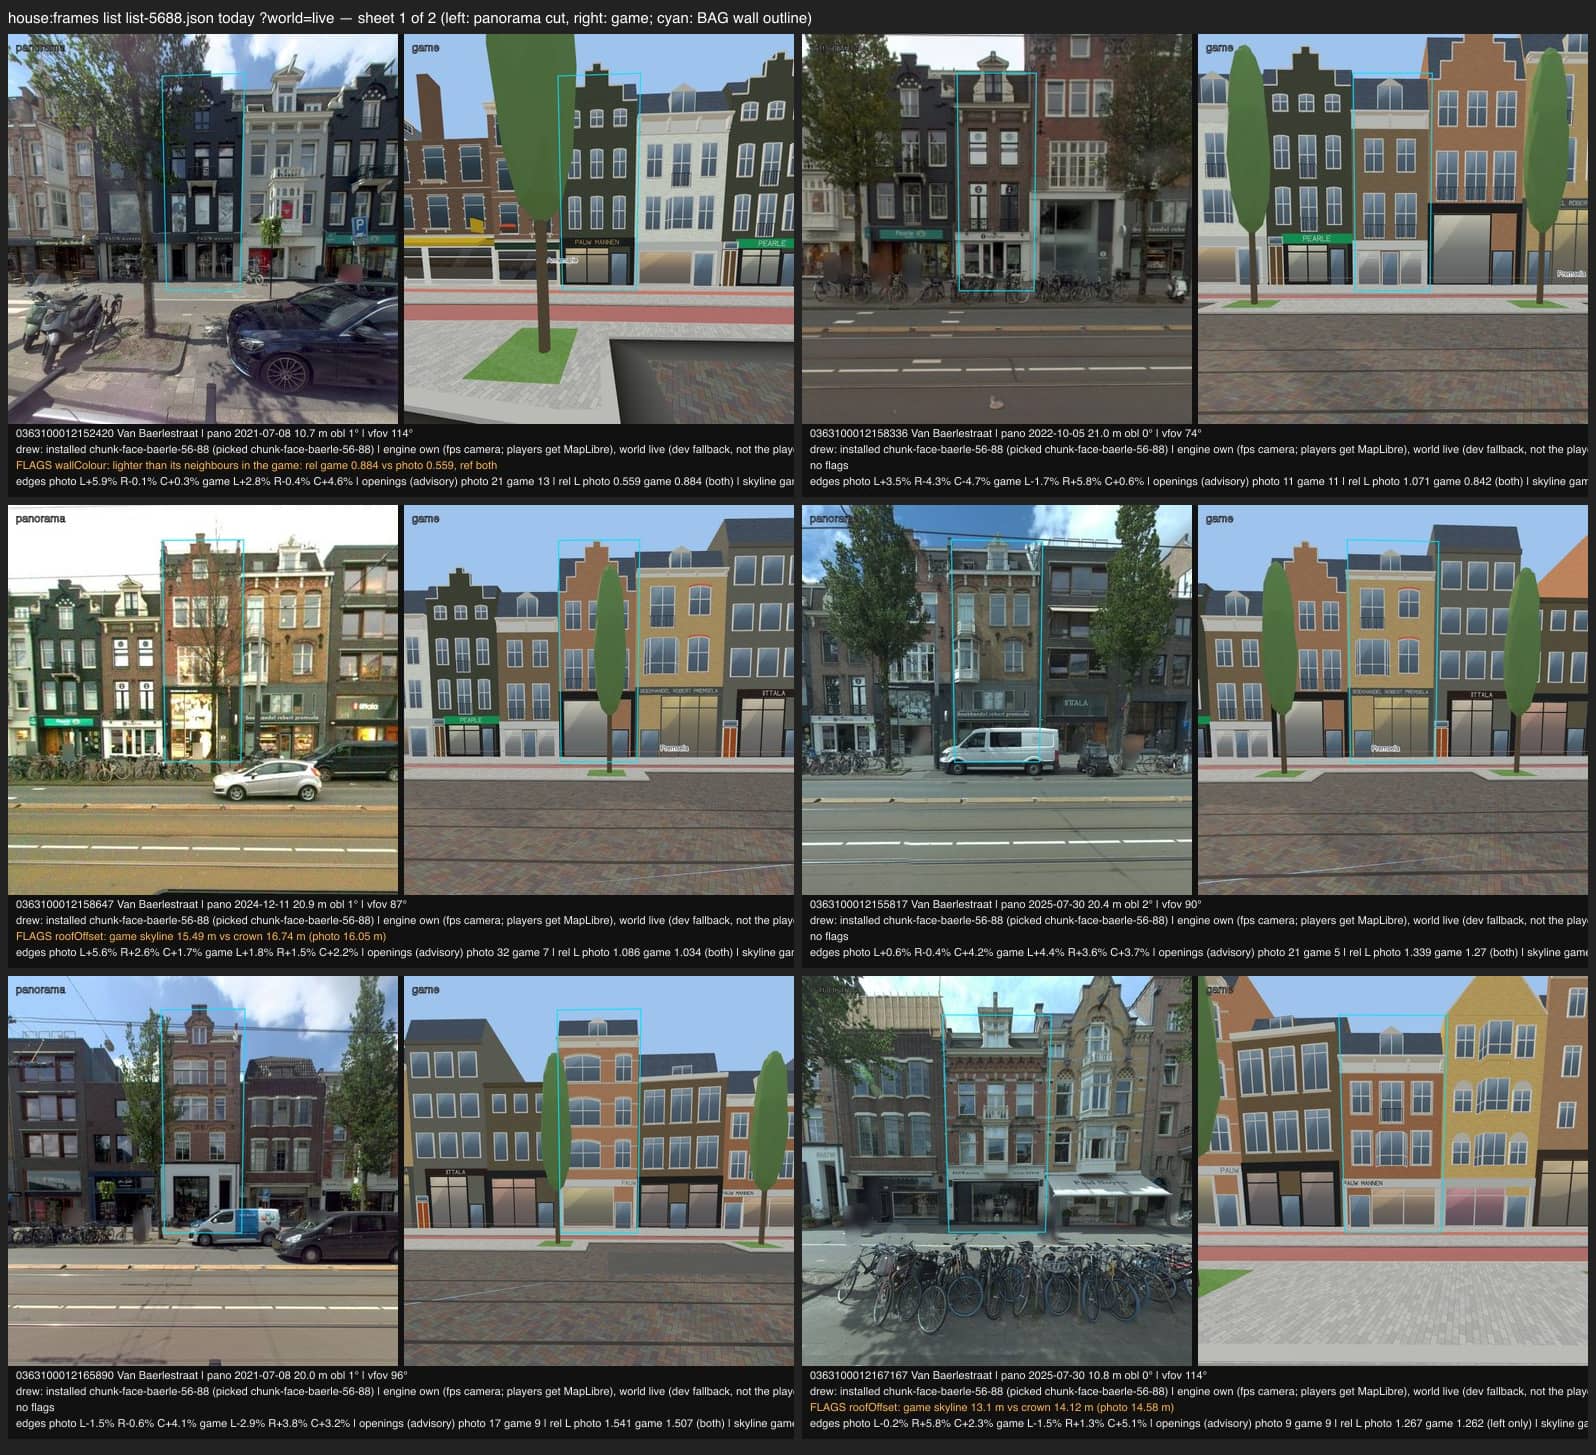 house:frames list list-5688.json today ?world=live — sheet 1 of 2 (left: panorama cut, right: game; cyan: BAG wall outline)
panorama
game
PAUW MANNEN
PEARLE
game
PEARLE
Premsela
0363100012152420 Van Baerlestraat | pano 2021-07-08 10.7 m obl 1° | vfov 114°
drew: installed chunk-face-baerle-56-88 (picked chunk-face-baerle-56-88) | engine own (fps camera; players get MapLibre), world live (dev fallback, not the play
FLAGS wallColour: lighter than its neighbours in the game: rel game 0.884 vs photo 0.559, ref both
edges photo L+5.9% R-0.1% C+0.3% game L+2.8% R-0.4% C+4.6% | openings (advisory) photo 21 game 13 | rel L photo 0.559 game 0.884 (both) | skyline gar
0363100012158336 Van Baerlestraat | pano 2022-10-05 21.0 m obl 0° | vfov 74°
drew: installed chunk-face-baerle-56-88 (picked chunk-face-baerle-56-88) | engine own (fps camera; players get MapLibre), world live (dev fallback, not the play
no flags
edges photo L+3.5% R-4.3% C-4.7% game L-1.7% R+5.8% C+0.6% | openings (advisory) photo 11 game 11 | rel L photo 1.071 game 0.842 (both) | skyline gam
panorama
game
PEARLE
BOEKHANDEL ROBERT PREMSELA
ITTALA
Premsela
panorama
boekhandel robert premsela
ITTALA
game
BOEKHANDEL ROBERT PREMSELA
ITTALA
Premsela
0363100012158647 Van Baerlestraat | pano 2024-12-11 20.9 m obl 1° | vfov 87°
drew: installed chunk-face-baerle-56-88 (picked chunk-face-baerle-56-88) | engine own (fps camera; players get MapLibre), world live (dev fallback, not the play
FLAGS roofOffset: game skyline 15.49 m vs crown 16.74 m (photo 16.05 m)
edges photo L+5.6% R+2.6% C+1.7% game L+1.8% R+1.5% C+2.2% | openings (advisory) photo 32 game 7 | rel L photo 1.086 game 1.034 (both) | skyline gar
0363100012155817 Van Baerlestraat | pano 2025-07-30 20.4 m obl 2° | vfov 90°
drew: installed chunk-face-baerle-56-88 (picked chunk-face-baerle-56-88) | engine own (fps camera; players get MapLibre), world live (dev fallback, not the play
no flags
edges photo L+0.6% R-0.4% C+4.2% game L+4.4% R+3.6% C+3.7% | openings (advisory) photo 21 game 5 | rel L photo 1.339 game 1.27 (both) | skyline game
panorama
game
ITTALA
PAUW
PAUW MANNEN
game
PAUW
PAUW MANNEN
0363100012165890 Van Baerlestraat | pano 2021-07-08 20.0 m obl 1° | vfov 96°
drew: installed chunk-face-baerle-56-88 (picked chunk-face-baerle-56-88) | engine own (fps camera; players get MapLibre), world live (dev fallback, not the play
no flags
edges photo L-1.5% R-0.6% C+4.1% game L-2.9% R+3.8% C+3.2% | openings (advisory) photo 17 game 9 | rel L photo 1.541 game 1.507 (both) | skyline game
0363100012167167 Van Baerlestraat | pano 2025-07-30 10.8 m obl 0° | vfov 114°
drew: installed chunk-face-baerle-56-88 (picked chunk-face-baerle-56-88) | engine own (fps camera; players get MapLibre), world live (dev fallback, not the play
FLAGS roofOffset: game skyline 13.1 m vs crown 14.12 m (photo 14.58 m)
edges photo L-0.2% R+5.8% C+2.3% game L-1.5% R+1.3% C+5.1% | openings (advisory) photo 9 game 9 | rel L photo 1.267 game 1.262 (left only) | skyline ga